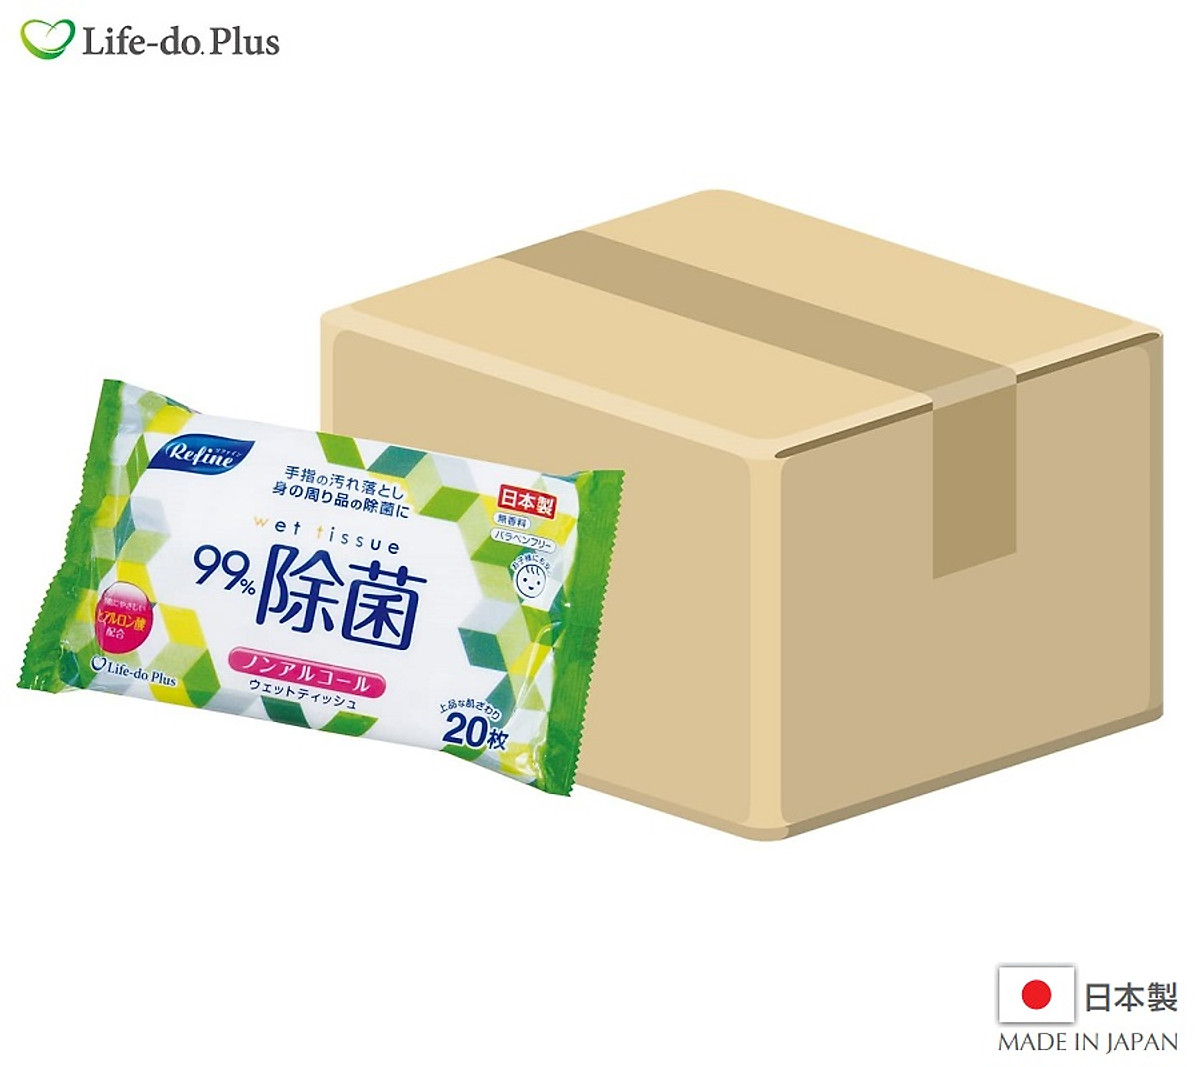 Life-do.Plus
Refine
リファイン
手指の汚れ落とし
身の周り品の除菌に
日本製
無香料
パラベンフリー
wet tissue
99%除菌
お子様にも
肌にやさしい
ヒアルロン酸
配合
Life-do Plus
ノンアルコール
ウェットティッシュ
上品な肌ざわり
20枚
日本製
MADE IN JAPAN